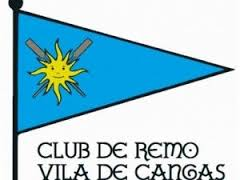 CLUB DE REMO
VILA DE CANGAS